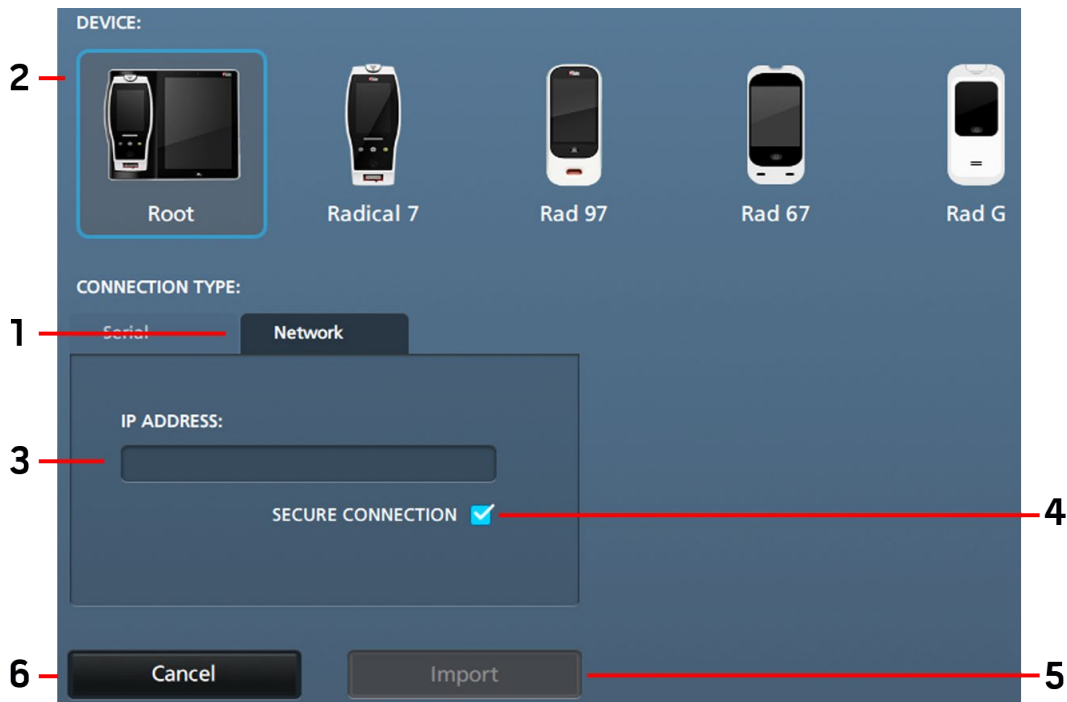 DEVICE:
2
Root
Radical 7
Rad 97
Rad 67
Rad G
CONNECTION TYPE:
1
Serial
Network
IP ADDRESS:
3
SECURE CONNECTION
4
6
Cancel
Import
5